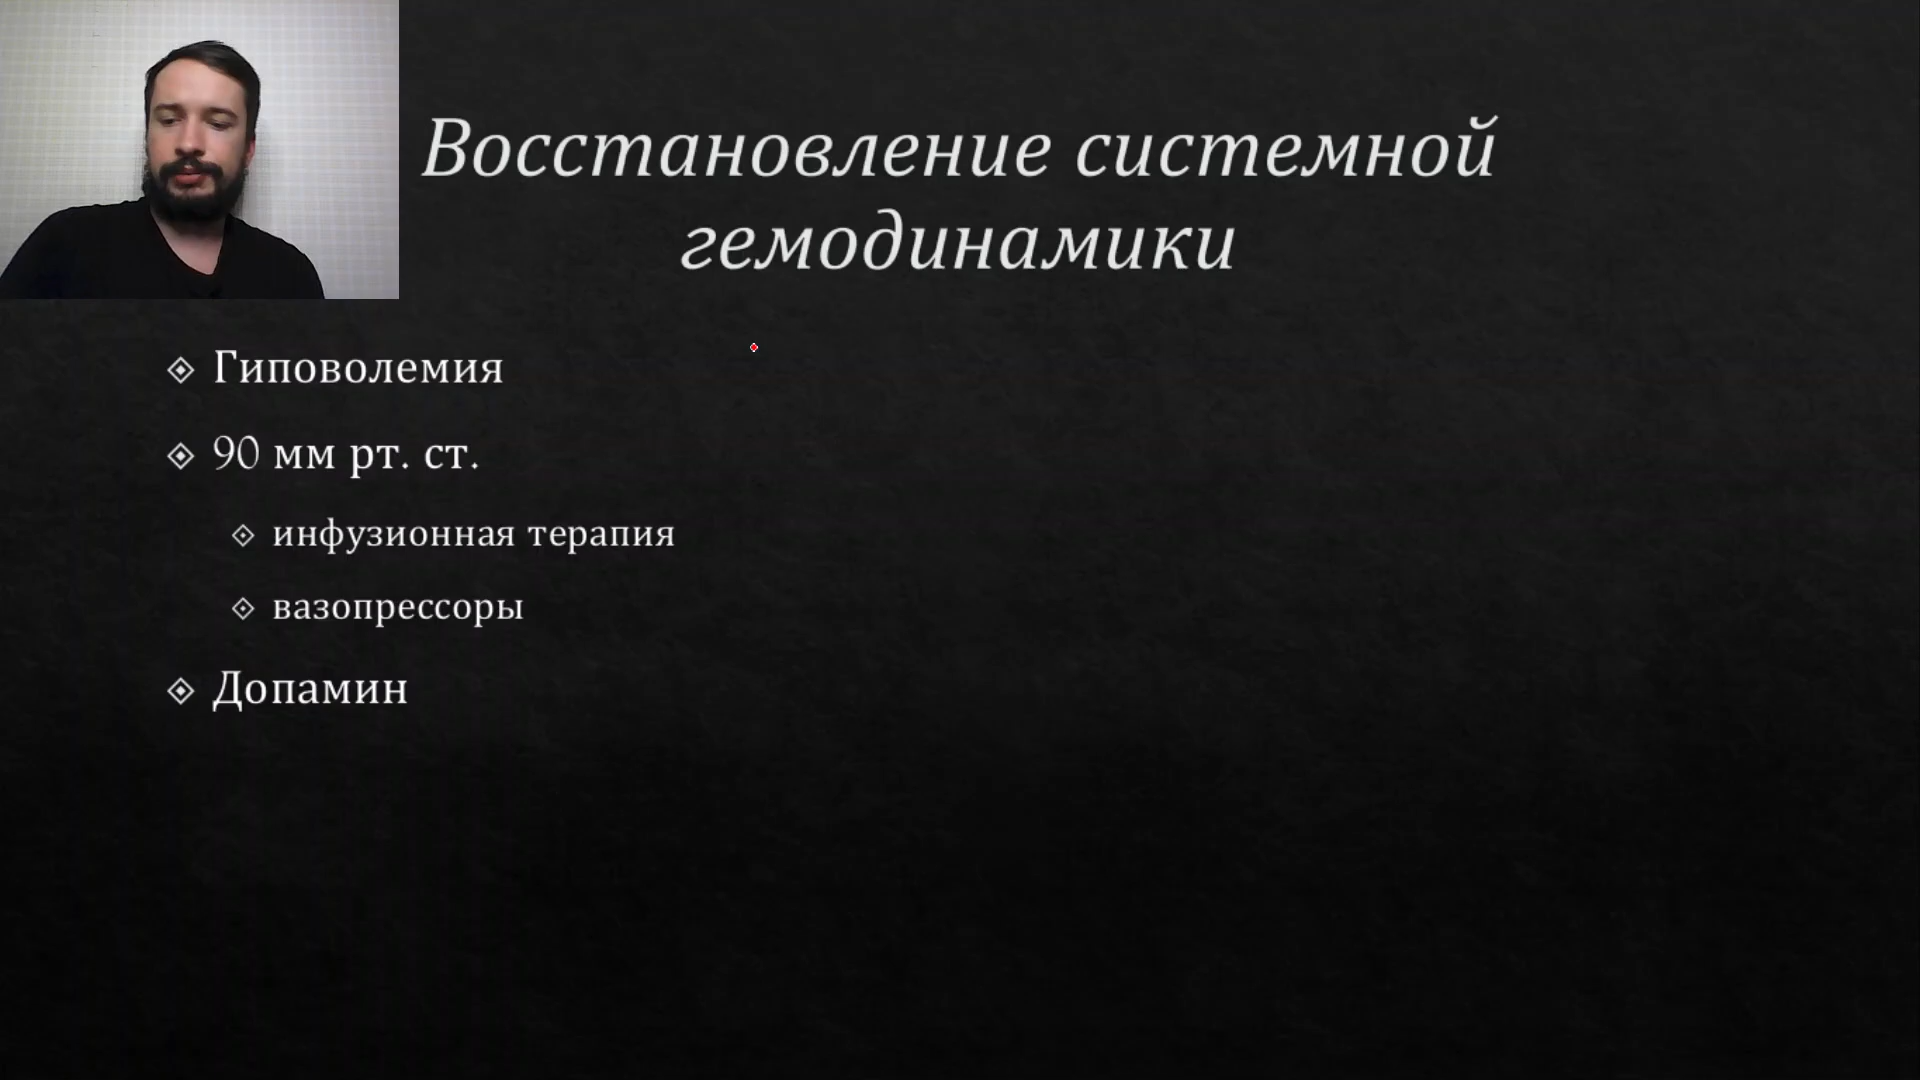 Восстановление системной
гемодинамики
Гиповолемия
90 мм рт. ст.
инфузионная терапия
вазопрессоры
Допамин